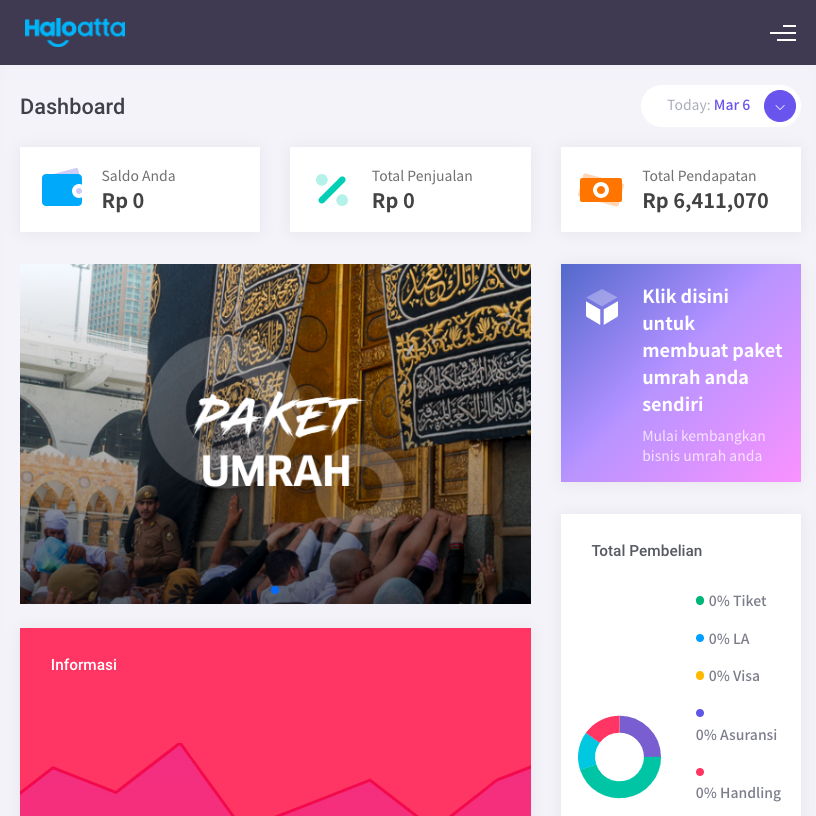 Haloatta
Dashboard
Today: Mar 6
Saldo Anda
Rp 0
Total Penjualan
Rp 0
Total Pendapatan
Rp 6,411,070
PAKET
UMRAH
Klik disini
untuk
membuat paket
umrah anda
sendiri
Mulai kembangkan
bisnis umrah anda
Total Pembelian
0% Tiket
0% LA
0% Visa
0% Asuransi
0% Handling
Informasi